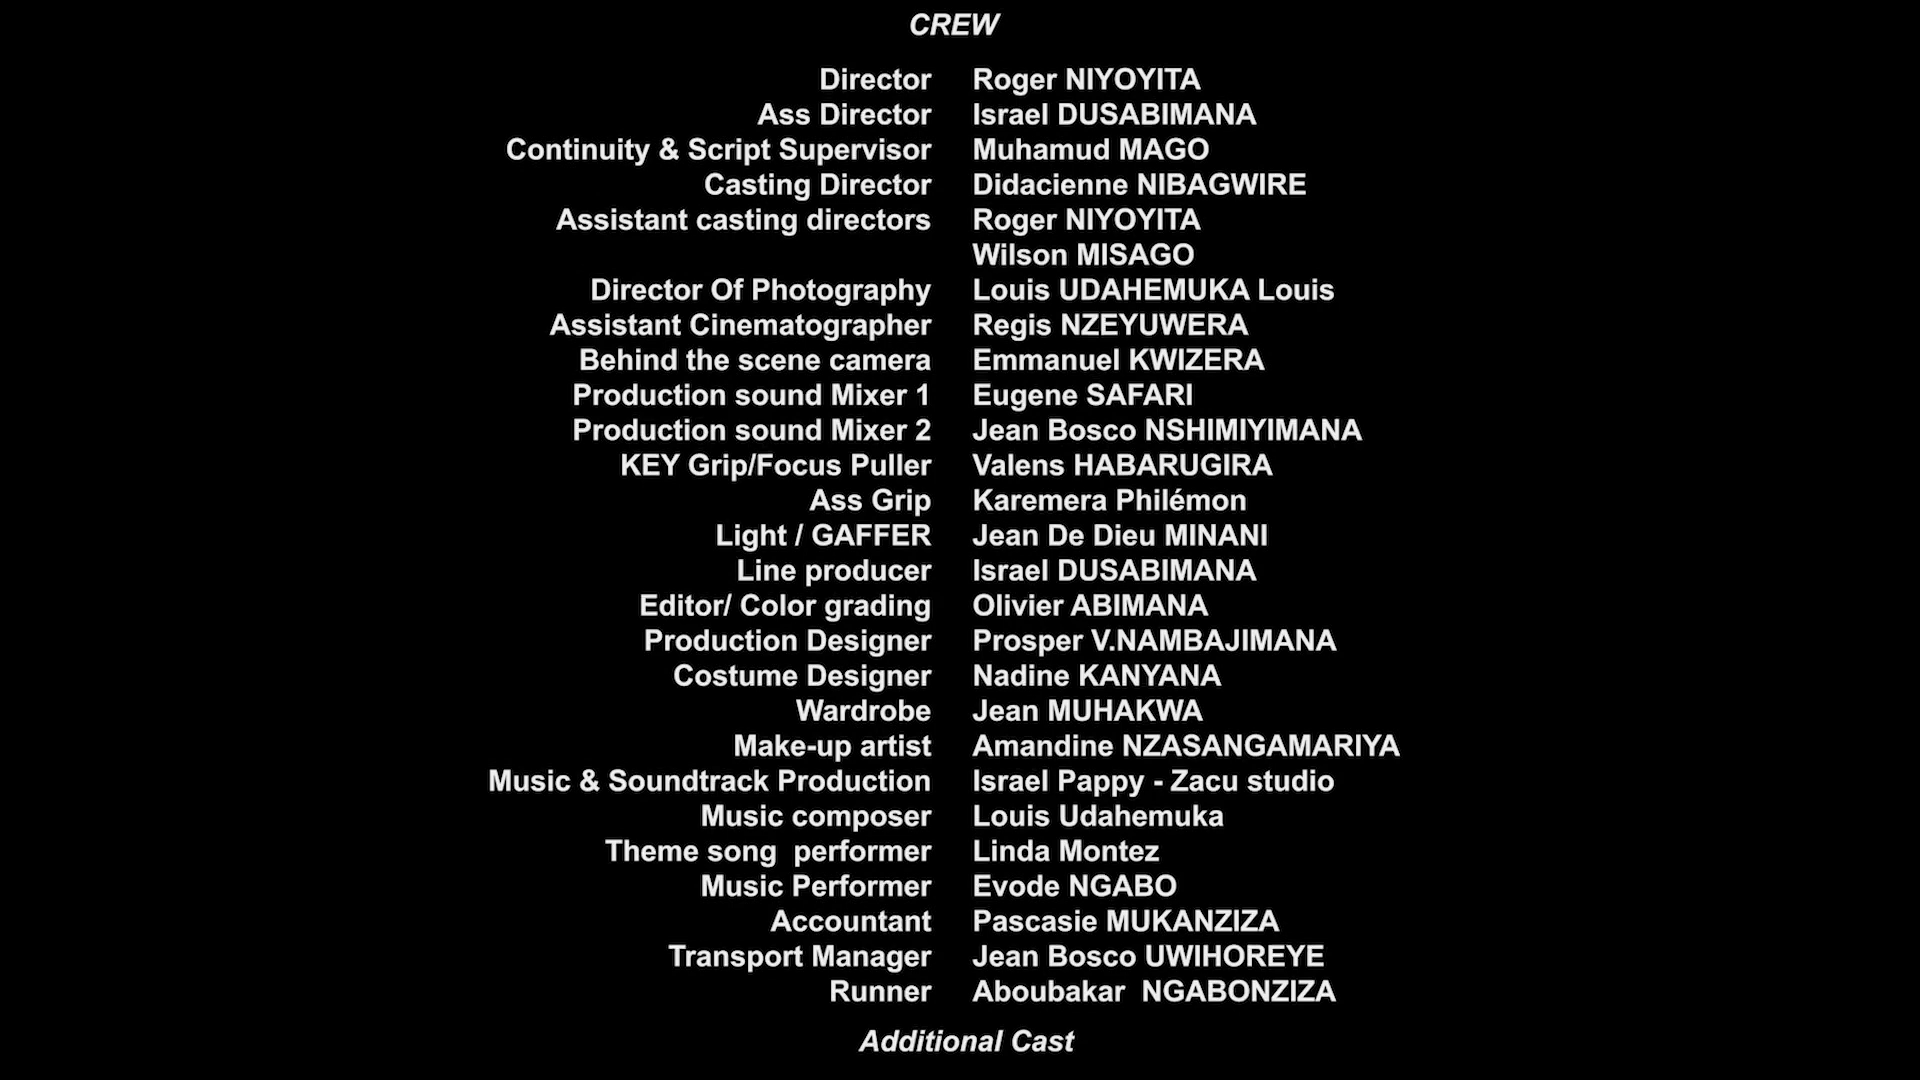 CREW
Director Roger NIYOYITA
Ass Director Israel DUSABIMANA
Continuity & Script Supervisor Muhamud MAGO
Casting Director Didacienne NIBAGWIRE
Assistant casting directors Roger NIYOYITA
Wilson MISAGO
Director Of Photography Louis UDAHEMUKA Louis
Assistant Cinematographer Regis NZEYUWERA
Behind the scene camera Emmanuel KWIZERA
Production sound Mixer 1 Eugene SAFARI
Production sound Mixer 2 Jean Bosco NSHIMIYIMANA
KEY Grip/Focus Puller Valens HABARUGIRA
Ass Grip Karemera Philémon
Light / GAFFER Jean De Dieu MINANI
Line producer Israel DUSABIMANA
Editor/ Color grading Olivier ABIMANA
Production Designer Prosper V.NAMBAJIMANA
Costume Designer Nadine KANYANA
Wardrobe Jean MUHAKWA
Make-up artist Amandine NZASANGAMARIYA
Music & Soundtrack Production Israel Pappy - Zacu studio
Music composer Louis Udahemuka
Theme song  performer Linda Montez
Music Performer Evode NGABO
Accountant Pascasie MUKANZIZA
Transport Manager Jean Bosco UWIHOREYE
Runner Aboubakar  NGABONZIZA
Additional Cast